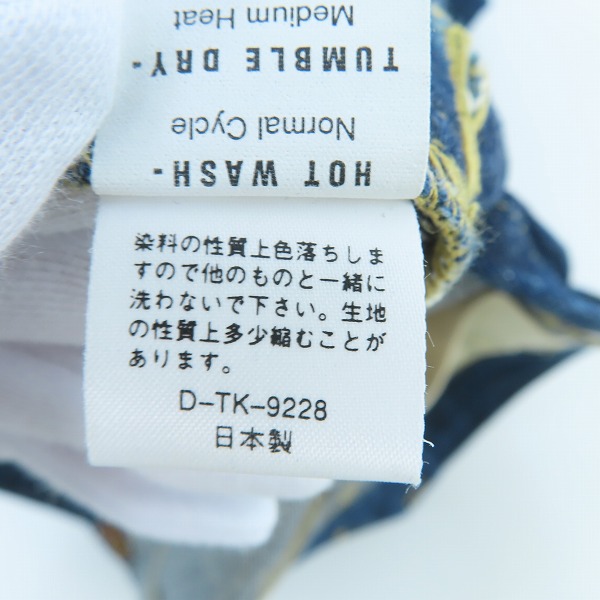 HOT WASH-
Normal Cycle
TUMBLE DRY-
Medium Heat
染料の性質上色落ちしま
すので他のものと一緒に
洗わないで下さい。生地
の性質上多少縮むことが
あります。
D-TK-9228
日本製